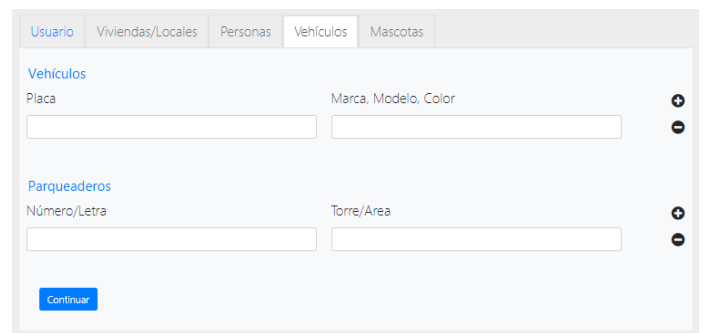 Usuario Viviendas/Locales Personas Vehículos Mascotas
Vehículos
Placa Marca, Modelo, Color
Parqueaderos
Número/Letra Torre/Area
Continuar